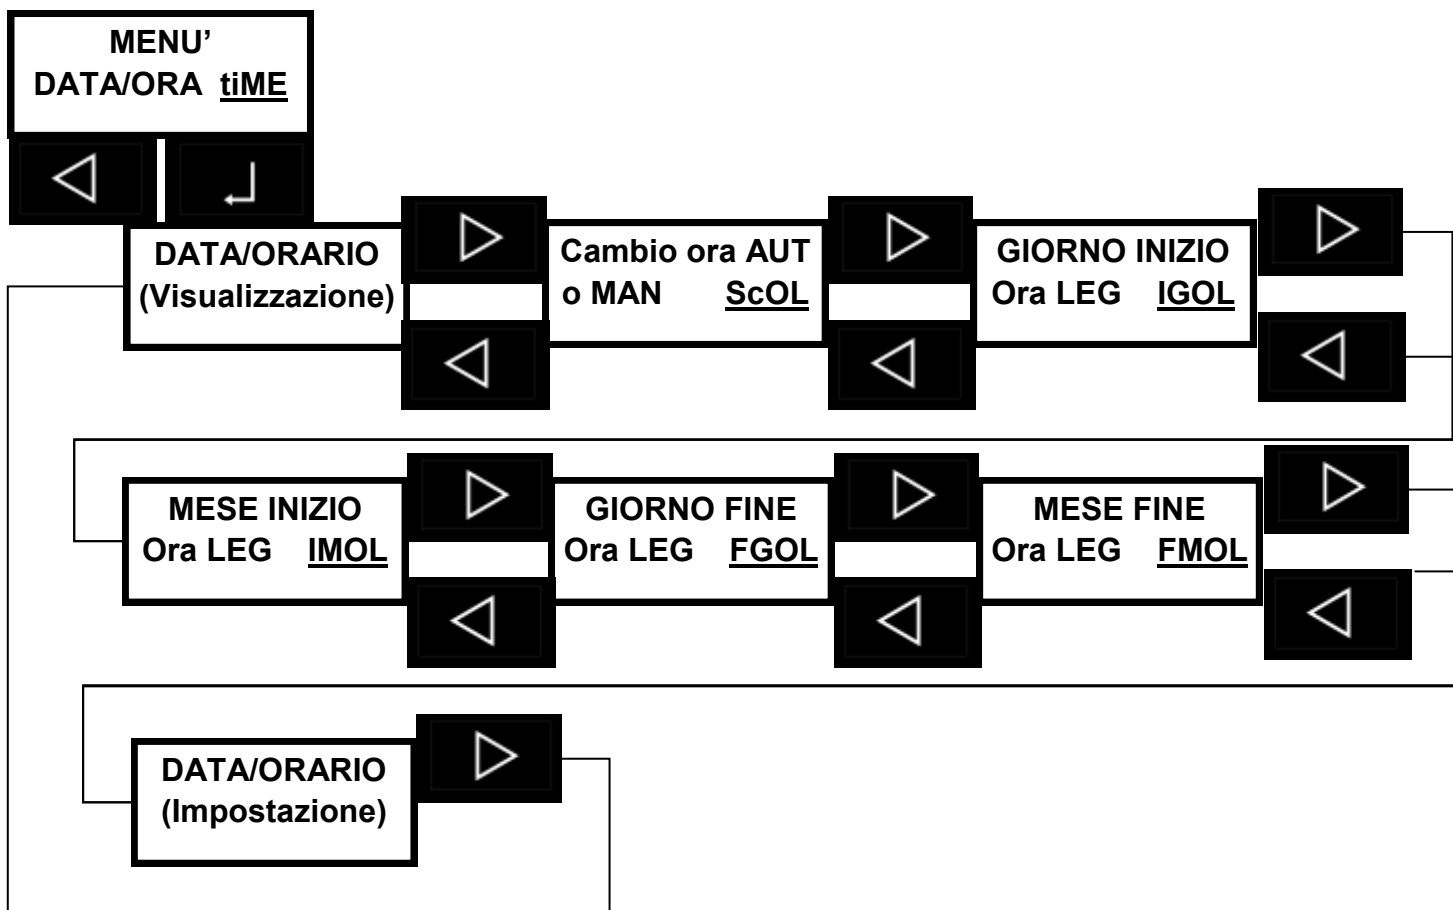 MENU’
DATA/ORA tiME
DATA/ORARIO
(Visualizzazione)
Cambio ora AUT
o MAN ScOL
GIORNO INIZIO
Ora LEG IGOL
MESE INIZIO
Ora LEG IMOL
GIORNO FINE
Ora LEG FGOL
MESE FINE
Ora LEG FMOL
DATA/ORARIO
(Impostazione)